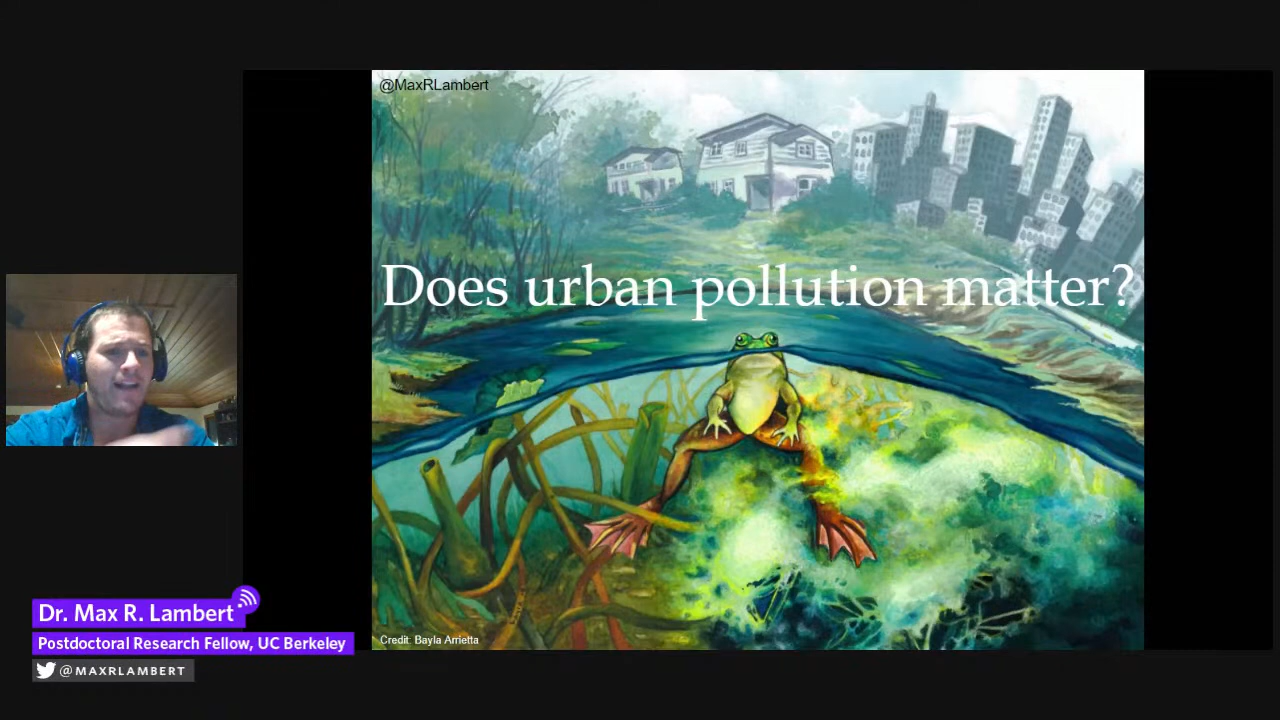 @MaxRLambert
Does urban pollution matter?
Credit: Bayla Arrietta
Dr. Max R. Lambert
Postdoctoral Research Fellow, UC Berkeley
@MAXRLAMBERT